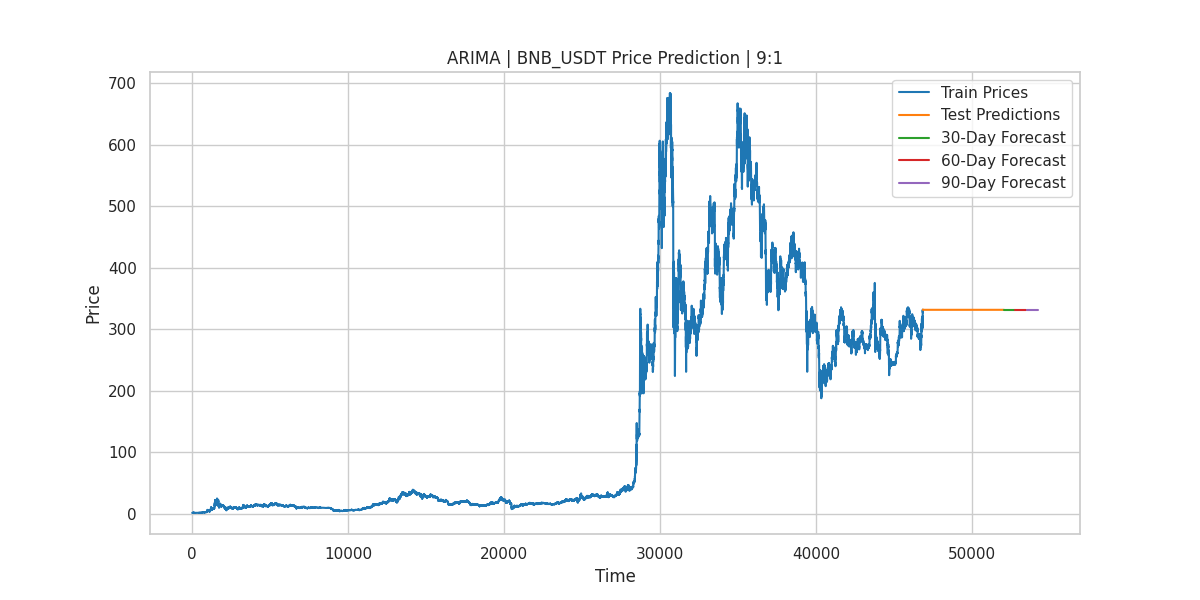 ARIMA | BNB_USDT Price Prediction | 9:1
700
600
500
400
300
200
100
0
Price
Train Prices
Test Predictions
30-Day Forecast
60-Day Forecast
90-Day Forecast
0 10000 20000 30000 40000 50000
Time